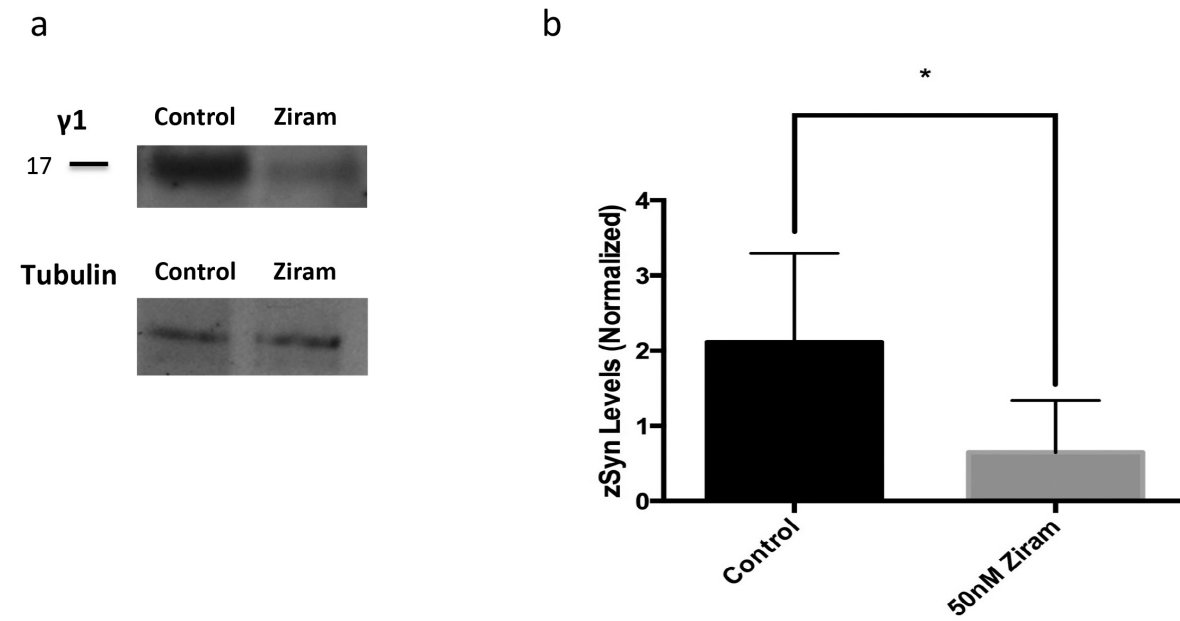 a
γ1
Control Ziram
17
Tubulin
Control Ziram
b
*
zSyn Levels (Normalized)
4
3
2
1
0
Control
50nM Ziram